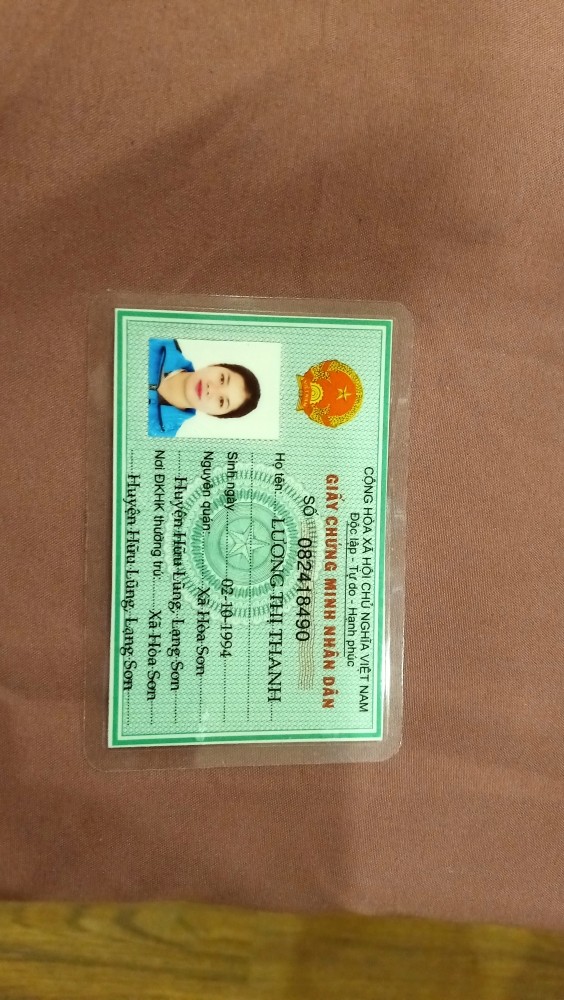 CỘNG HÒA XÃ HỘI CHỦ NGHĨA VIỆT NAM
Độc lập - Tự do - Hạnh phúc
GIẤY CHỨNG MINH NHÂN DÂN
SỐ 082418490
Họ tên LƯƠNG THỊ THANH
Sinh ngày 02-10-1994
Nguyên quán: Xã Hòa Sơn
Huyện Hữu Lũng, Lạng Sơn
Nơi ĐKHK thường trú: Xã Hòa Sơn
Huyện Hữu Lũng, Lạng Sơn